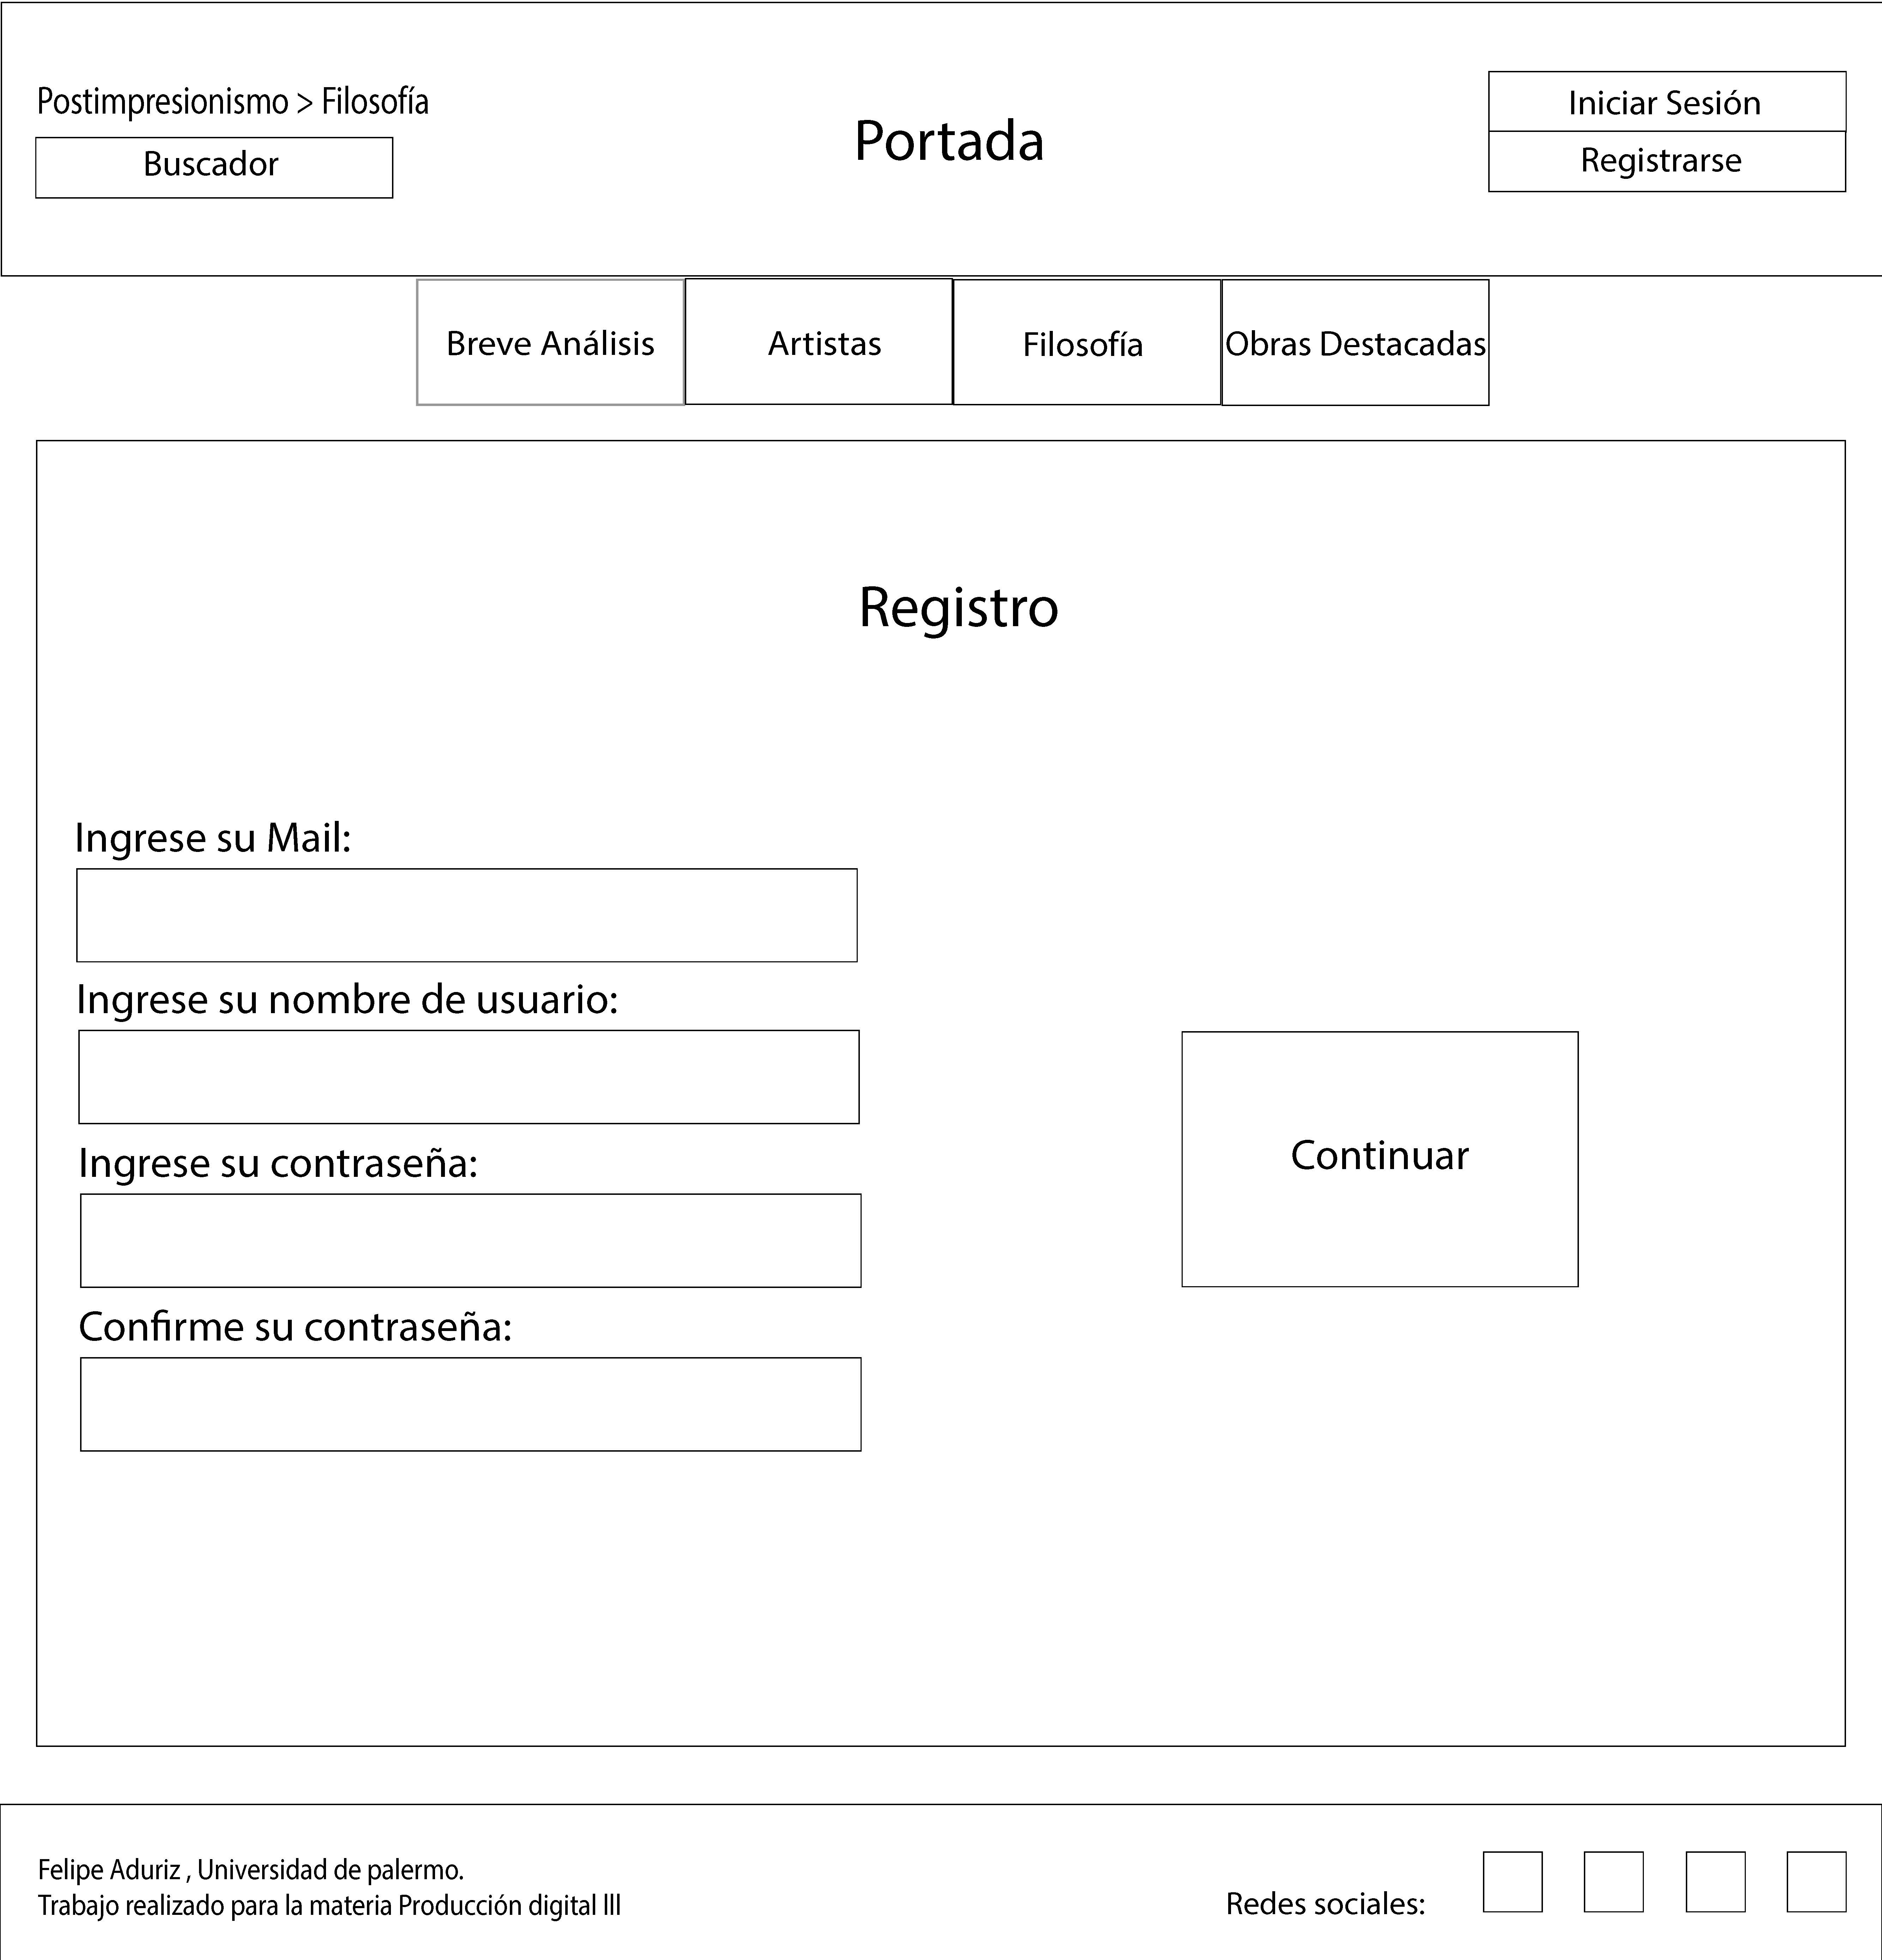 Postimpresionismo > Filosofía
Buscador
Portada
Iniciar Sesión
Registrarse
Breve Análisis
Artistas
Filosofía
Obras Destacadas
Registro
Ingrese su Mail:
Ingrese su nombre de usuario:
Ingrese su contraseña:
Confirme su contraseña:
Continuar
Felipe Aduriz , Universidad de palermo.
Trabajo realizado para la materia Producción digital lll
Redes sociales: